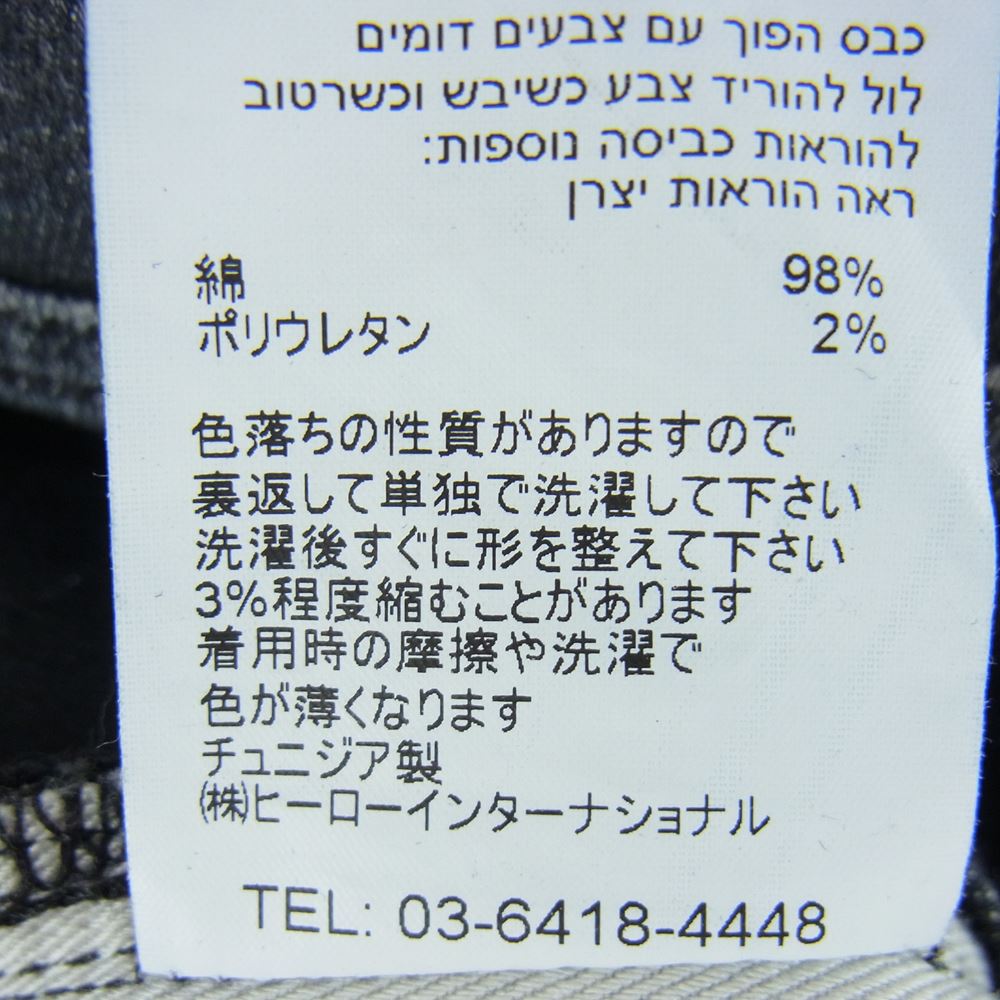 כבס הפוך עם צבעים דומים
לול להוריד צבע כשיבש וכשרטוב
להוראות כביסה נוספות:
ראה הוראות יצרן
綿 98%
ポリウレタン 2%
色落ちの性質がありますので
裏返して単独で洗濯して下さい
洗濯後すぐに形を整えて下さい
3%程度縮むことがあります
着用時の摩擦や洗濯で
色が薄くなります
チュニジア製
㈱ヒーローインターナショナル
TEL: 03-6418-4448